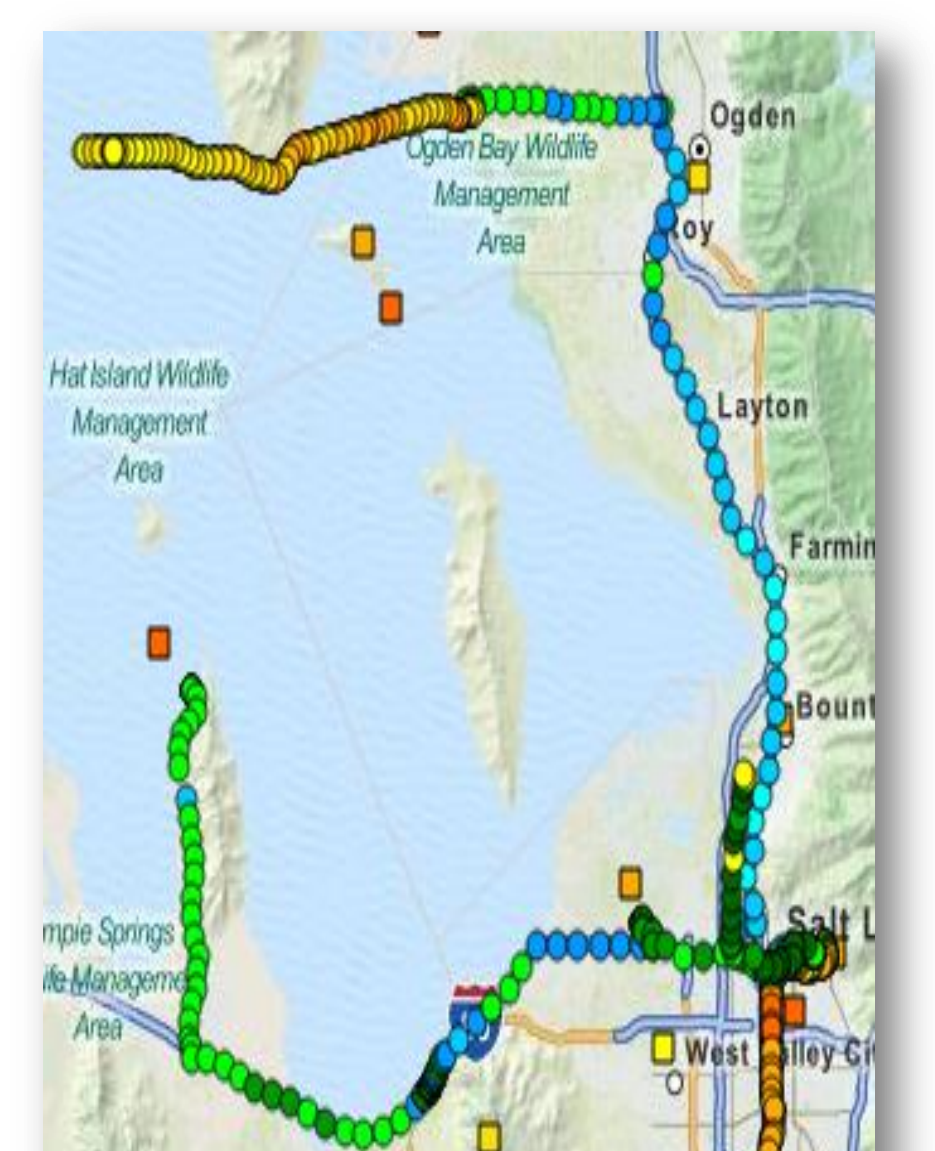 Ogden
Ogden Bay Wildlife
Management
Area
oy
Hat Island Wildlife
Management
Area
Layton
Farmin
Bount
mpie Springs
ife Manageme
Area
Salt L
West
lley Ci